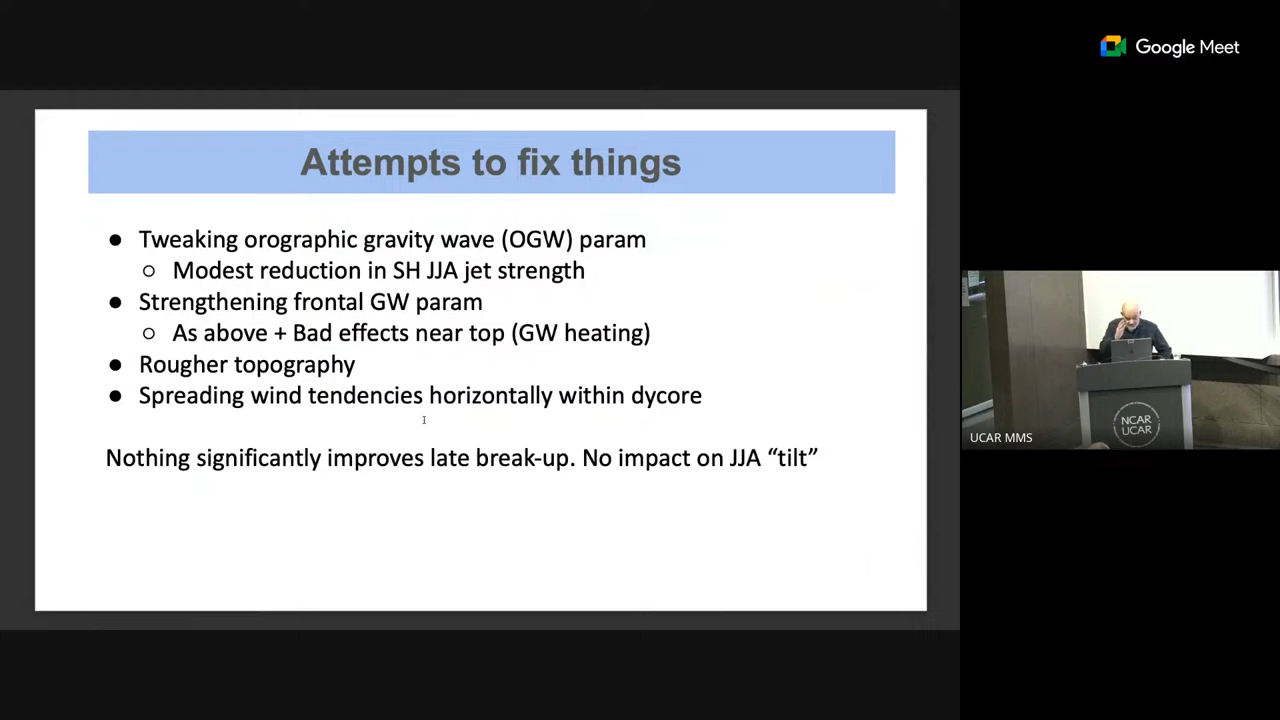 Google Meet
Attempts to fix things
● Tweaking orographic gravity wave (OGW) param
○ Modest reduction in SH JJA jet strength
● Strengthening frontal GW param
○ As above + Bad effects near top (GW heating)
● Rougher topography
● Spreading wind tendencies horizontally within dycore
Nothing significantly improves late break-up. No impact on JJA “tilt”
NCAR
UCAR
UCAR MMS